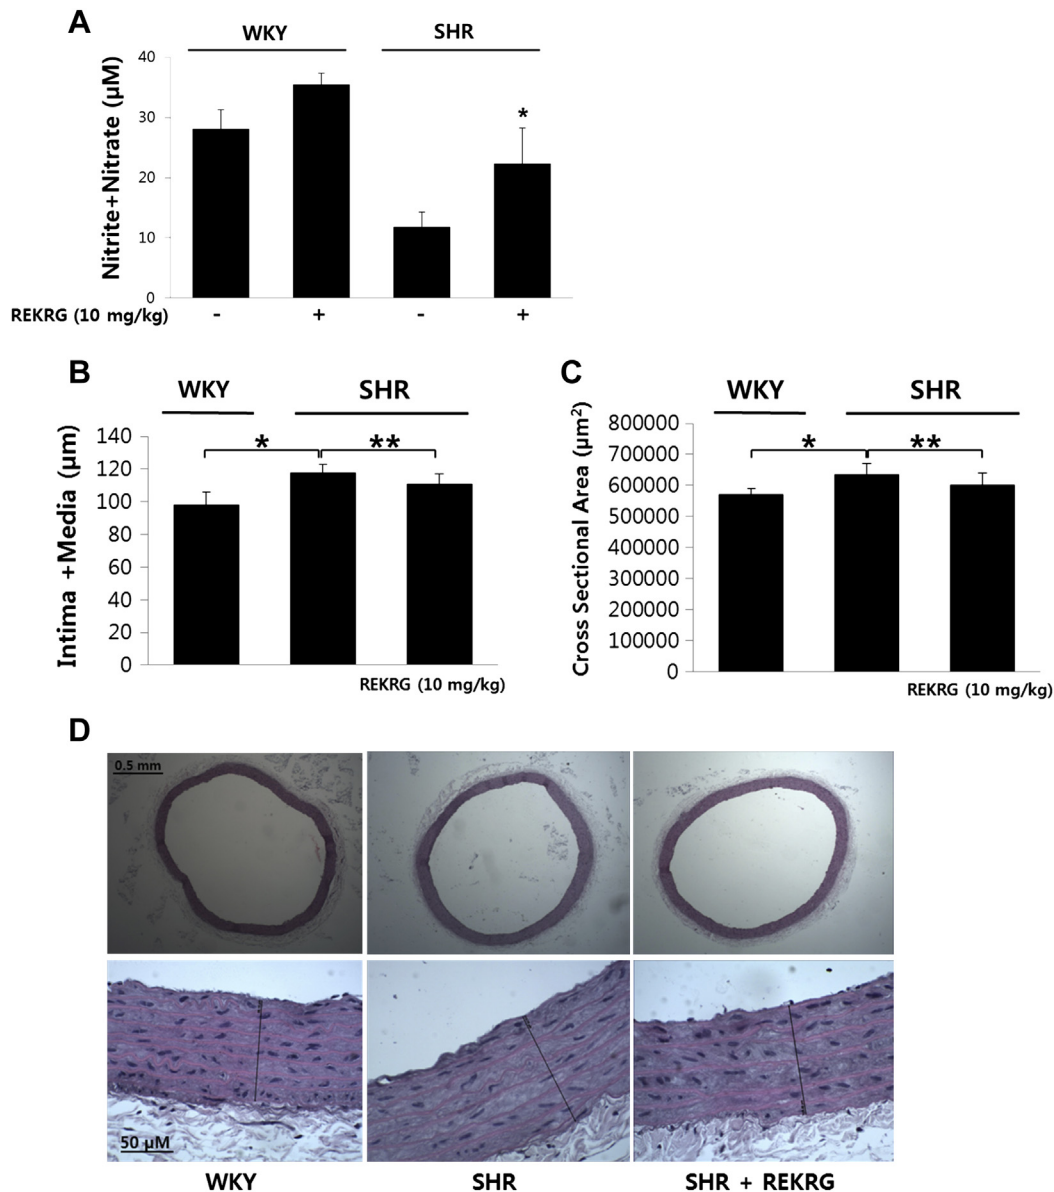 A
WKY SHR
Nitrite+Nitrate (μM)
40
30
20
10
0
*
REKRG (10 mg/kg) - + - +
B
WKY SHR
Intima +Media (μm)
140
120
100
80
60
40
20
0
* **
REKRG (10 mg/kg)
C
WKY SHR
Cross Sectional Area (μm²)
800000
700000
600000
500000
400000
300000
200000
100000
0
* **
REKRG (10 mg/kg)
D
0.5 mm
50 μM
WKY SHR SHR + REKRG